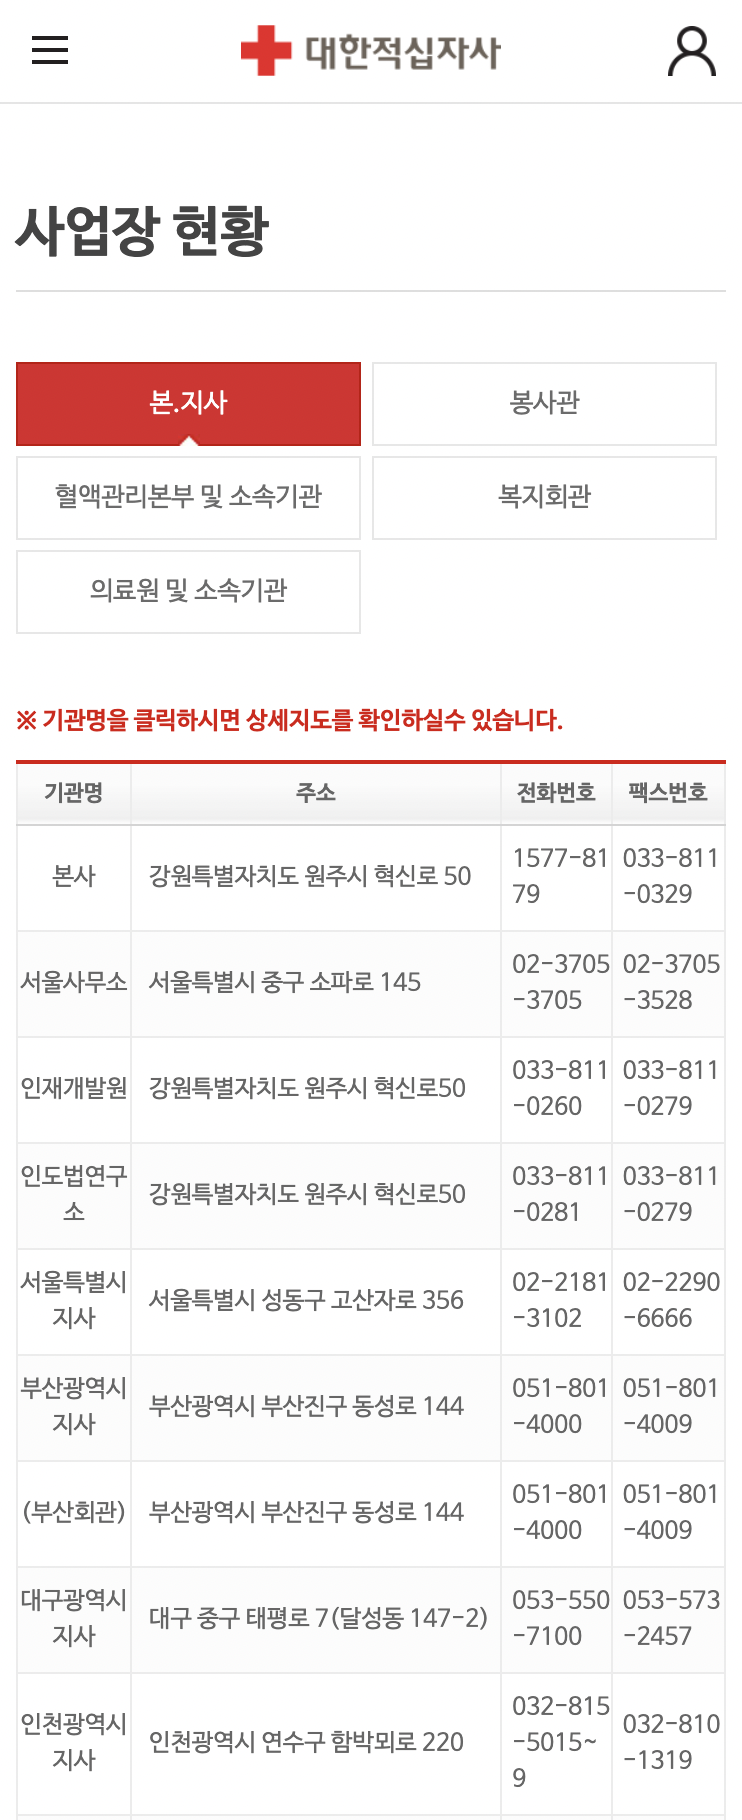 대한적십자사
사업장 현황
본.지사
봉사관
혈액관리본부 및 소속기관
복지회관
의료원 및 소속기관
※ 기관명을 클릭하시면 상세지도를 확인하실수 있습니다.
기관명 주소 전화번호 팩스번호
본사 강원특별자치도 원주시 혁신로 50
1577-81
79
033-811
-0329
서울사무소 서울특별시 중구 소파로 145
02-3705
-3705
02-3705
-3528
인재개발원 강원특별자치도 원주시 혁신로50
033-811
-0260
033-811
-0279
인도법연구
소
강원특별자치도 원주시 혁신로50
033-811
-0281
033-811
-0279
서울특별시
지사
서울특별시 성동구 고산자로 356
02-2181
-3102
02-2290
-6666
부산광역시
지사
부산광역시 부산진구 동성로 144
051-801
-4000
051-801
-4009
(부산회관) 부산광역시 부산진구 동성로 144
051-801
-4000
051-801
-4009
대구광역시
지사
대구 중구 태평로 7(달성동 147-2)
053-550
-7100
053-573
-2457
인천광역시
지사
인천광역시 연수구 함박뫼로 220
032-815
-5015~
9
032-810
-1319